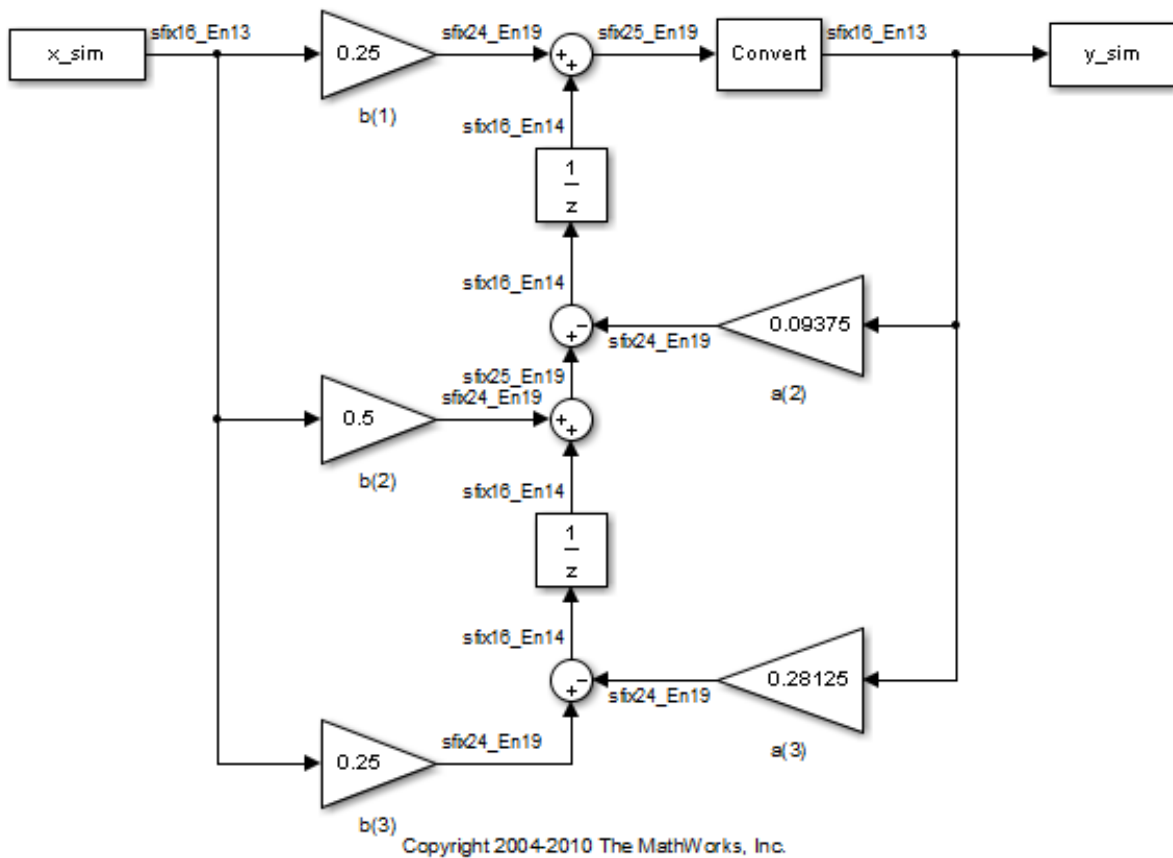 x_sim
sfix16_En13
0.25
b(1)
sfix24_En19
++
sfix25_En19
Convert
sfix16_En13
y_sim
sfix16_En14
1
z
sfix16_En14
+-
sfix24_En19
0.09375
a(2)
sfix25_En19
0.5
b(2)
sfix24_En19
++
sfix16_En14
1
z
sfix16_En14
+-
sfix24_En19
0.28125
a(3)
0.25
b(3)
sfix24_En19
Copyright 2004-2010 The MathWorks, Inc.